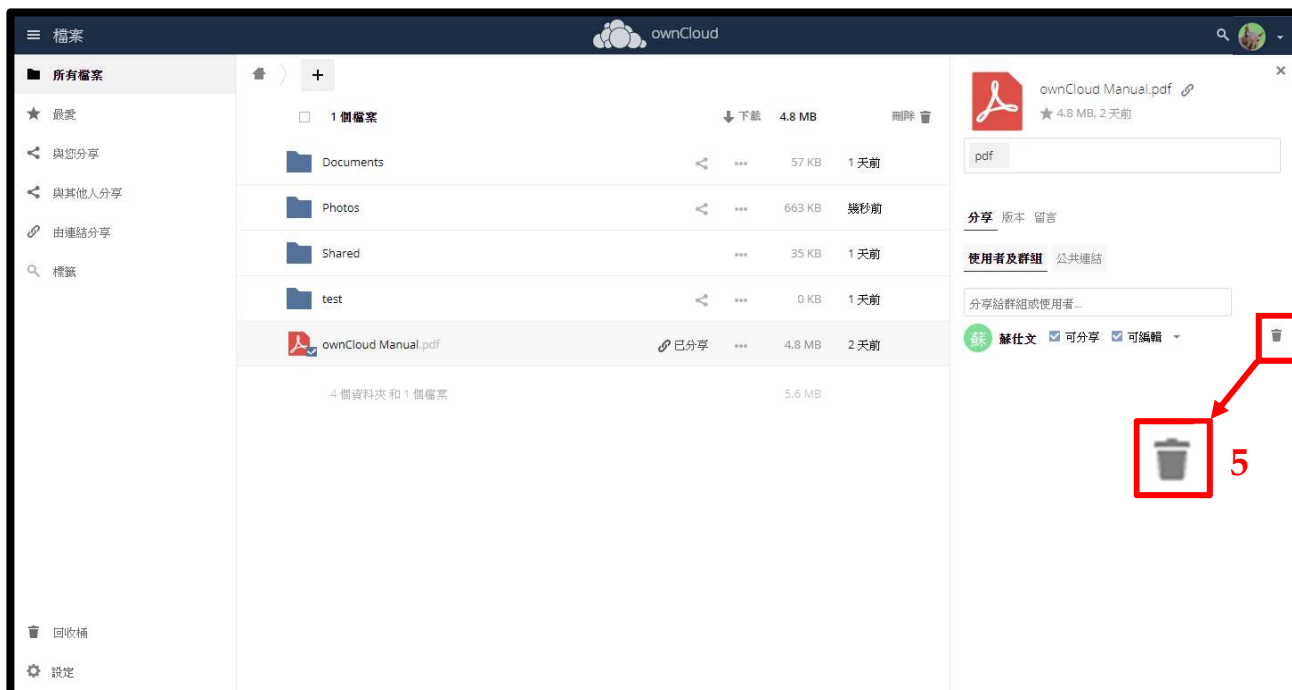 檔案
ownCloud
所有檔案
最愛
與您分享
與其他人分享
由連結分享
標籤
回收桶
設定
+
1 個檔案 下載 4.8 MB 刪除
Documents 57 KB 1 天前
Photos 663 KB 幾秒前
Shared 35 KB 1 天前
test 0 KB 1 天前
ownCloud Manual.pdf 已分享 4.8 MB 2 天前
4 個資料夾 和 1 個檔案 5.6 MB
ownCloud Manual.pdf
4.8 MB, 2 天前
pdf
分享 版本 留言
使用者及群組 公共連結
分享給群組或使用者...
蘇 蘇仕文 可分享 可編輯
5